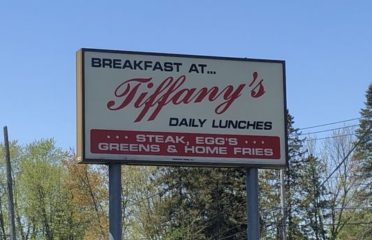 BREAKFAST AT...
Tiffany's
DAILY LUNCHES
••• STEAK, EGG'S •••
GREENS & HOME FRIES